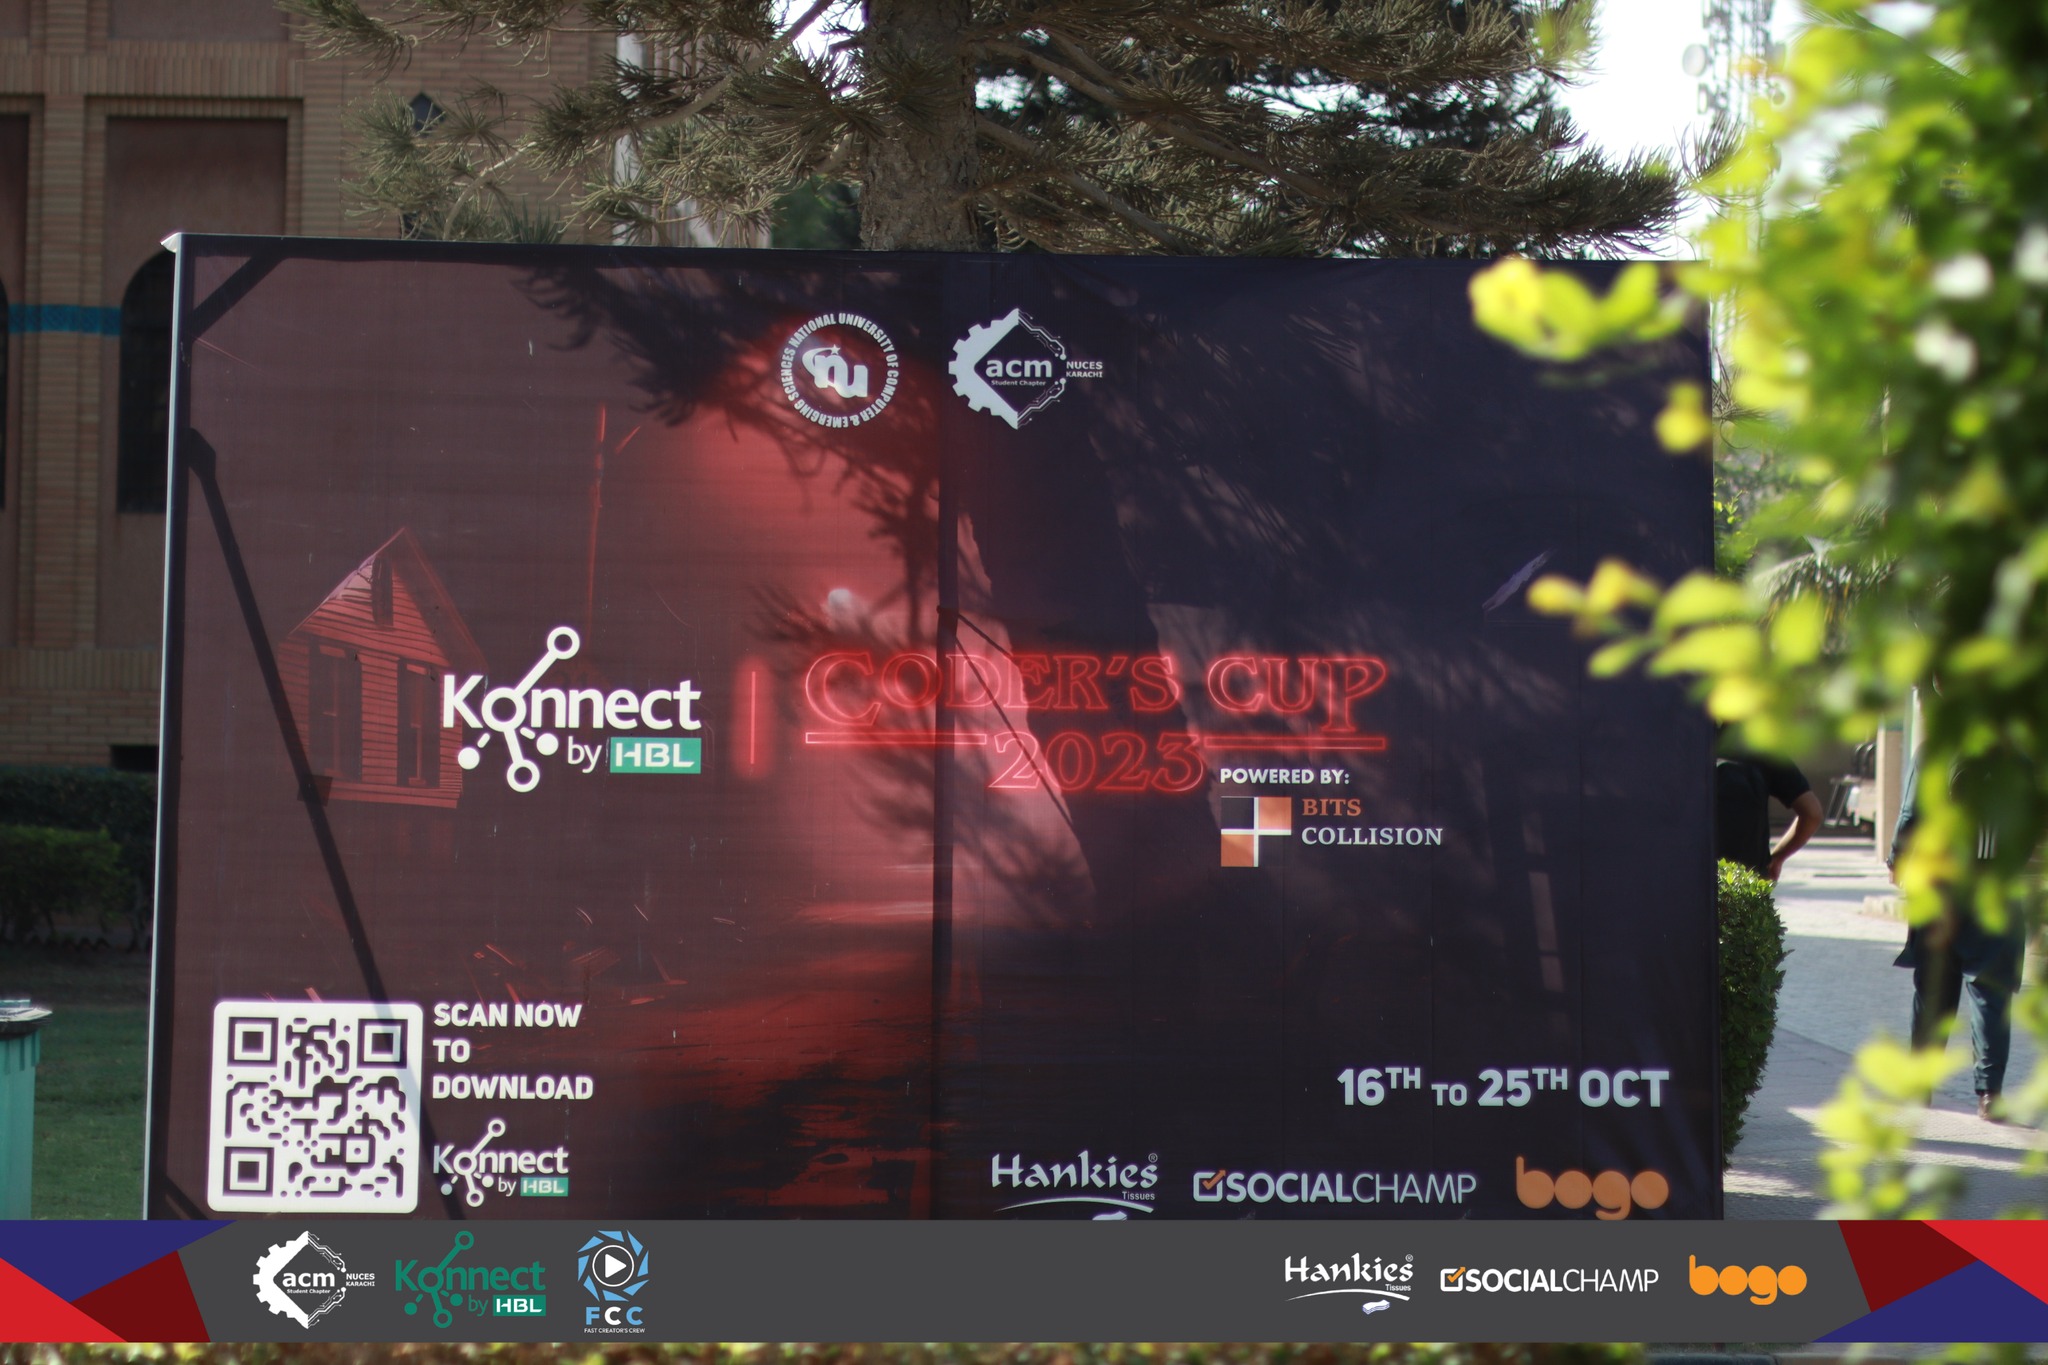 NATIONAL UNIVERSITY OF COMPUTER & EMERGING SCIENCES
nu
acm
Student Chapter
NUCES
KARACHI
Konnect
by HBL
CODER'S CUP
2023
POWERED BY:
BITS
COLLISION
SCAN NOW
TO
DOWNLOAD
Konnect
by HBL
16TH TO 25TH OCT
Hankies®
Tissues
SOCIALCHAMP
bogo
acm
Student Chapter
NUCES
KARACHI
Konnect
by HBL
FCC
FAST CREATOR'S CREW
Hankies®
Tissues
SOCIALCHAMP
bogo